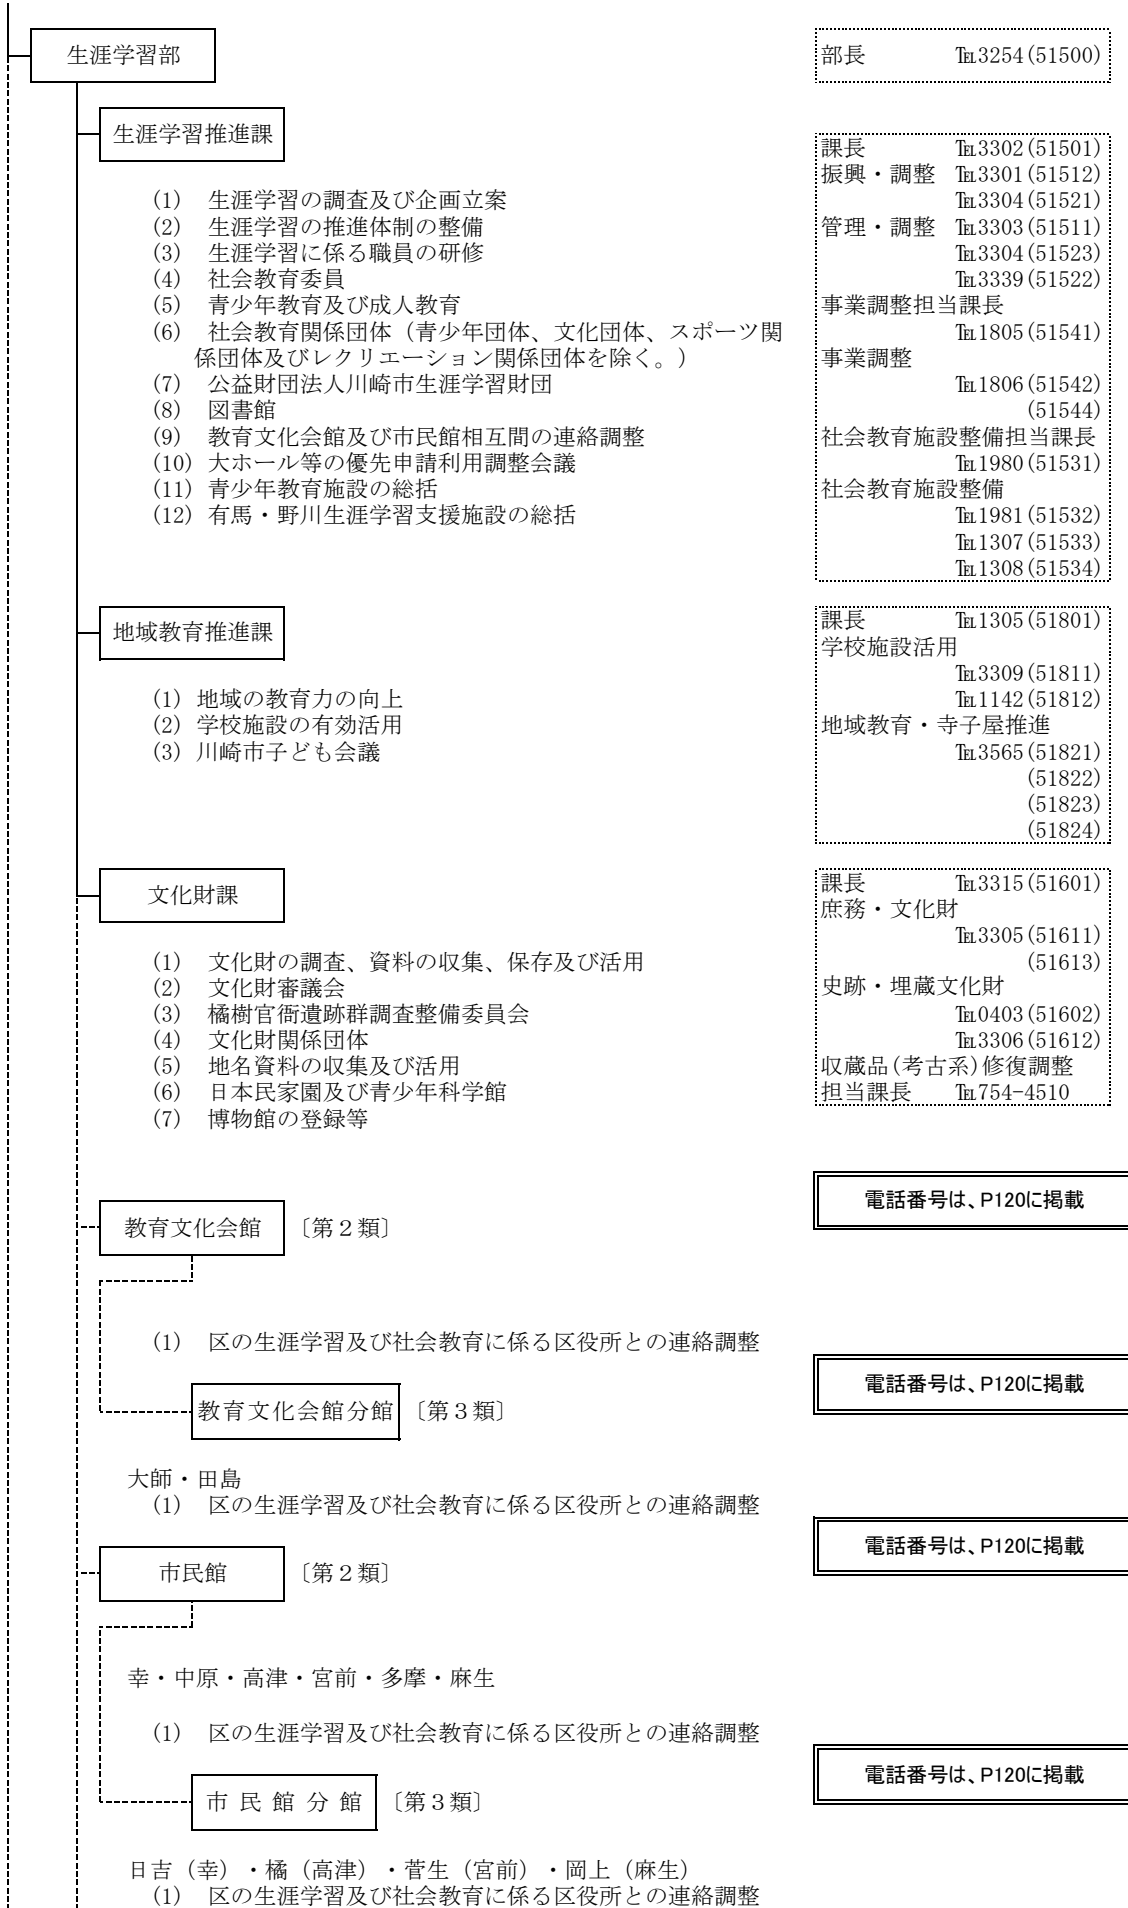 生涯学習部
部長 ℡3254(51500)
生涯学習推進課
(1) 生涯学習の調査及び企画立案
(2) 生涯学習の推進体制の整備
(3) 生涯学習に係る職員の研修
(4) 社会教育委員
(5) 青少年教育及び成人教育
(6) 社会教育関係団体（青少年団体、文化団体、スポーツ関
係団体及びレクリエーション関係団体を除く。）
(7) 公益財団法人川崎市生涯学習財団
(8) 図書館
(9) 教育文化会館及び市民館相互間の連絡調整
(10) 大ホール等の優先申請利用調整会議
(11) 青少年教育施設の総括
(12) 有馬・野川生涯学習支援施設の総括
課長 ℡3302(51501)
振興・調整 ℡3301(51512)
℡3304(51521)
管理・調整 ℡3303(51511)
℡3304(51523)
℡3339(51522)
事業調整担当課長
℡1805(51541)
事業調整
℡1806(51542)
(51544)
社会教育施設整備担当課長
℡1980(51531)
社会教育施設整備
℡1981(51532)
℡1307(51533)
℡1308(51534)
地域教育推進課
(1) 地域の教育力の向上
(2) 学校施設の有効活用
(3) 川崎市子ども会議
課長 ℡1305(51801)
学校施設活用
℡3309(51811)
℡1142(51812)
地域教育・寺子屋推進
℡3565(51821)
(51822)
(51823)
(51824)
文化財課
(1) 文化財の調査、資料の収集、保存及び活用
(2) 文化財審議会
(3) 橘樹官衙遺跡群調査整備委員会
(4) 文化財関係団体
(5) 地名資料の収集及び活用
(6) 日本民家園及び青少年科学館
(7) 博物館の登録等
課長 ℡3315(51601)
庶務・文化財
℡3305(51611)
(51613)
史跡・埋蔵文化財
℡0403(51602)
℡3306(51612)
収蔵品(考古系)修復調整
担当課長 ℡754-4510
電話番号は、P120に掲載
教育文化会館 〔第２類〕
(1) 区の生涯学習及び社会教育に係る区役所との連絡調整
電話番号は、P120に掲載
教育文化会館分館 〔第３類〕
大師・田島
(1) 区の生涯学習及び社会教育に係る区役所との連絡調整
電話番号は、P120に掲載
市民館 〔第２類〕
幸・中原・高津・宮前・多摩・麻生
(1) 区の生涯学習及び社会教育に係る区役所との連絡調整
電話番号は、P120に掲載
市 民 館 分 館 〔第３類〕
日吉（幸）・橘（高津）・菅生（宮前）・岡上（麻生）
(1) 区の生涯学習及び社会教育に係る区役所との連絡調整